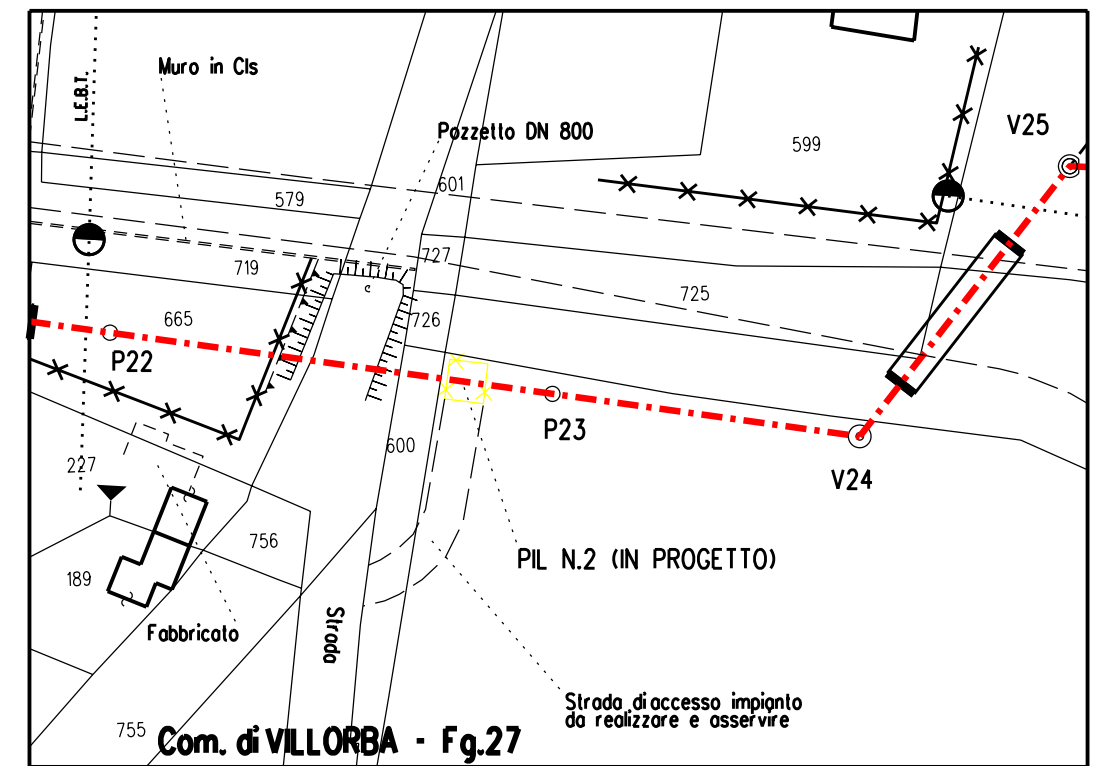 Muro in Cls
L.E.B.T.
Pozzetto DN 800
V25
599
601
579
727
719
725
665
726
P22
P23
600
V24
227
756
PIL N.2 (IN PROGETTO)
189
Fabbricato
Strada
Strada di accesso impianto
da realizzare e asservire
755
Com. di VILLORBA - Fg.27